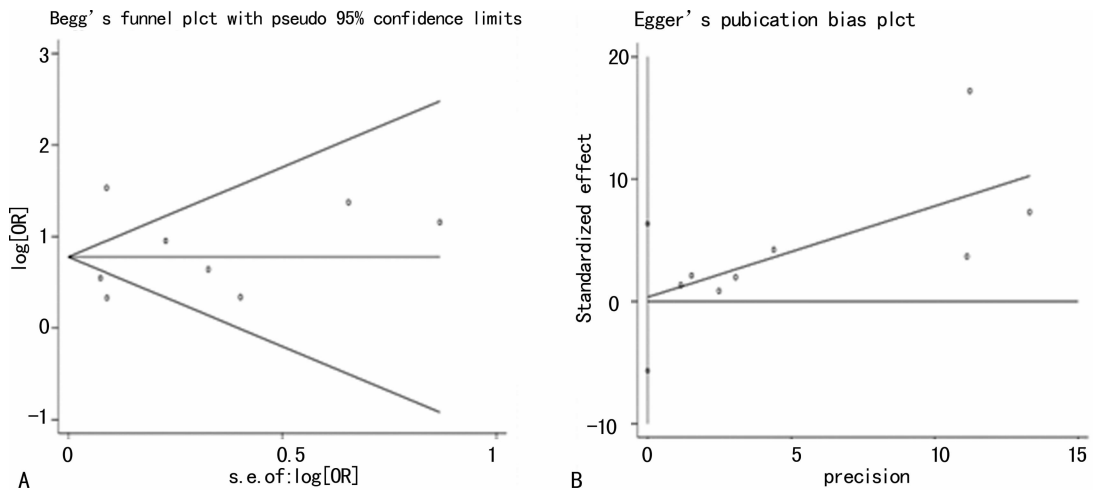 Begg's funnel plct with pseudo 95% confidence limits
3
2
1
0
-1
log[OR]
0
0.5
1
s.e.of:log[OR]
A
Egger's pubication bias plct
20
10
0
-10
Standardized effect
0
5
10
15
precision
B